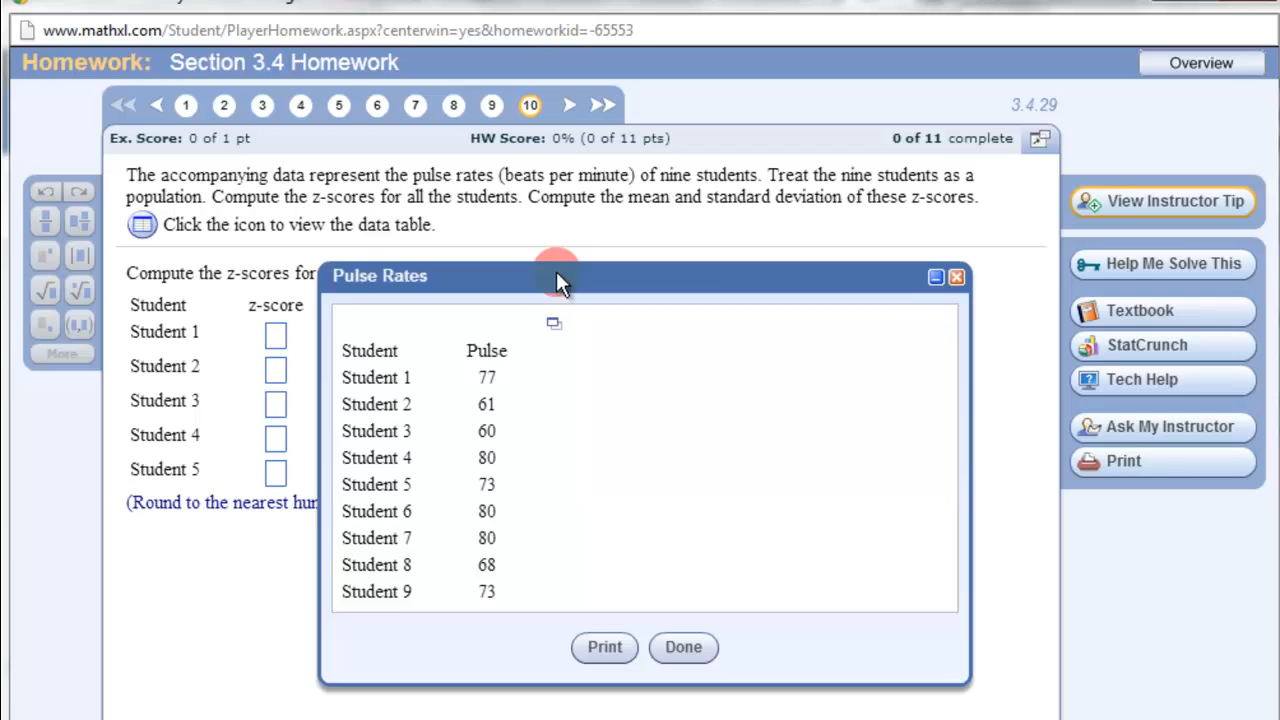 www.mathxl.com/Student/PlayerHomework.aspx?centerwin=yes&homeworkid=-65553
Homework: Section 3.4 Homework
Overview
1 2 3 4 5 6 7 8 9 10
3.4.29
Ex. Score: 0 of 1 pt HW Score: 0% (0 of 11 pts) 0 of 11 complete
The accompanying data represent the pulse rates (beats per minute) of nine students. Treat the nine students as a
population. Compute the z-scores for all the students. Compute the mean and standard deviation of these z-scores.
Click the icon to view the data table.
Compute the z-scores for
Student z-score
Student 1
Student 2
Student 3
Student 4
Student 5
(Round to the nearest hun
More...
Pulse Rates
Student Pulse
Student 1 77
Student 2 61
Student 3 60
Student 4 80
Student 5 73
Student 6 80
Student 7 80
Student 8 68
Student 9 73
Print Done
View Instructor Tip
Help Me Solve This
Textbook
StatCrunch
Tech Help
Ask My Instructor
Print